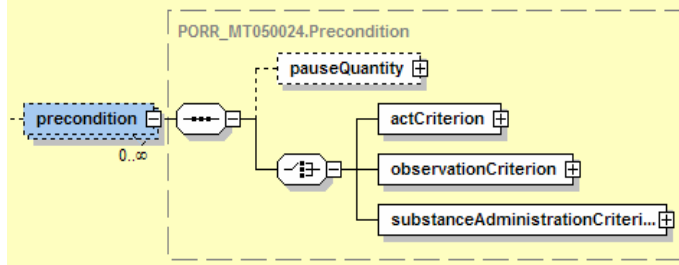 PORR_MT050024.Precondition
pauseQuantity
precondition
0..∞
actCriterion
observationCriterion
substanceAdministrationCriteri...